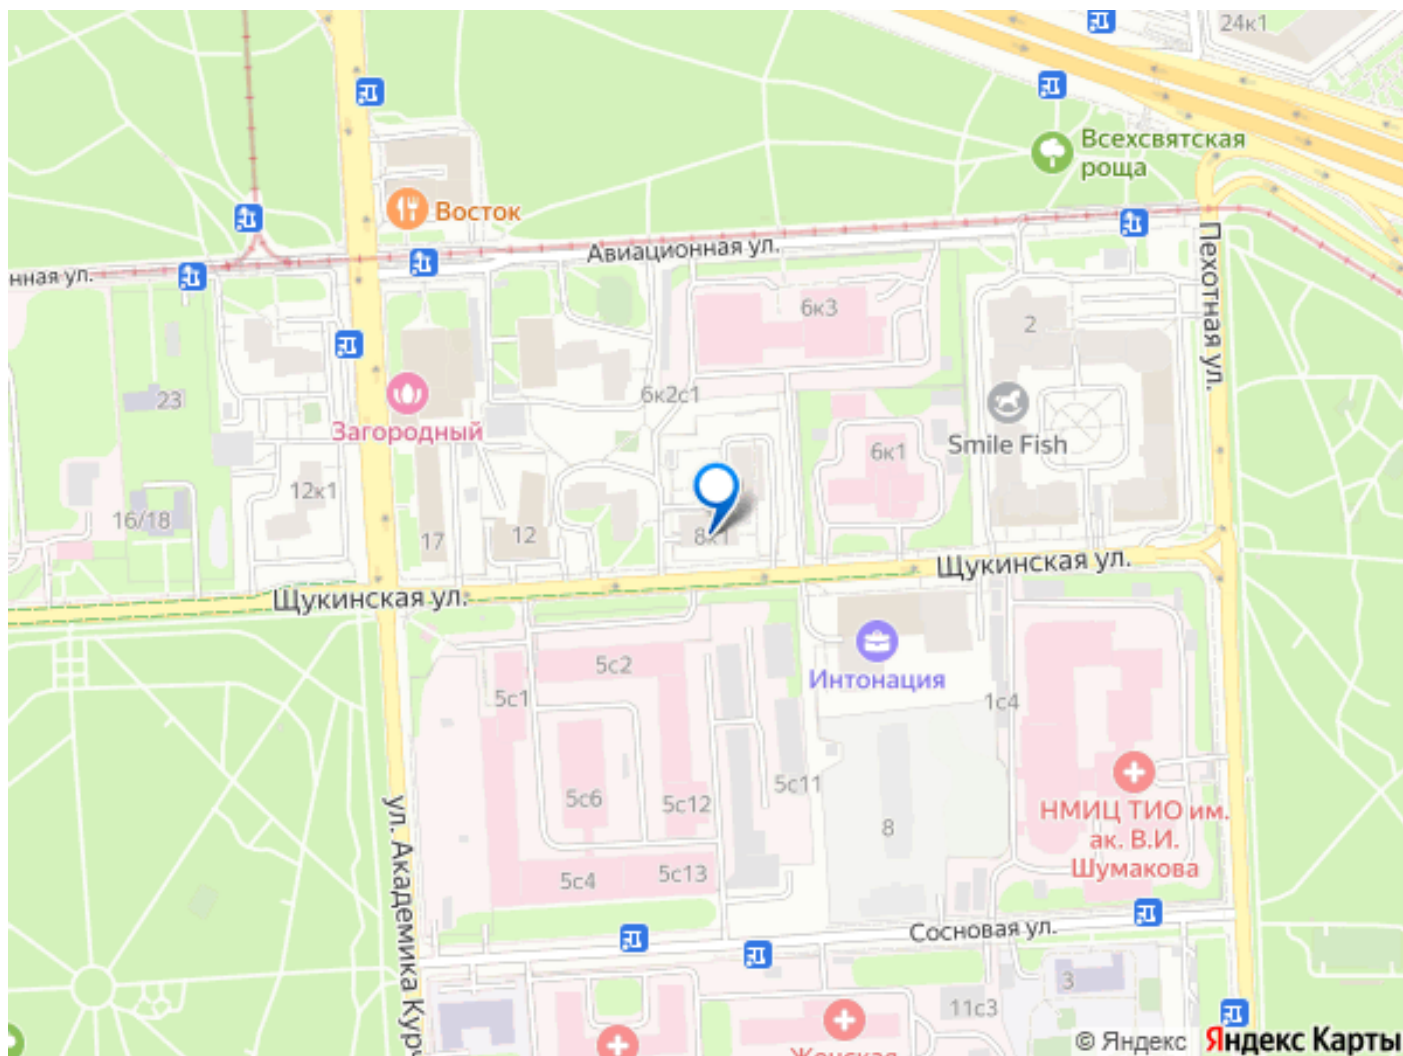 24к1
Всехсвятская
роща
Восток
Авиационная ул.
нная ул.
Пехотная ул.
6к3
2
6к2с1
23
Загородный
Smile Fish
6к1
12к1
16/18
17
12
8к1
Щукинская ул.
Щукинская ул.
5с2
5с1
Интонация
1с4
5с6
5с12
5с11
8
НМИЦ ТИО им.
ак. В.И.
Шумакова
5с4
5с13
ул. Академика Курч
Сосновая ул.
3
11с3
Женская
© Яндекс
Яндекс Карты